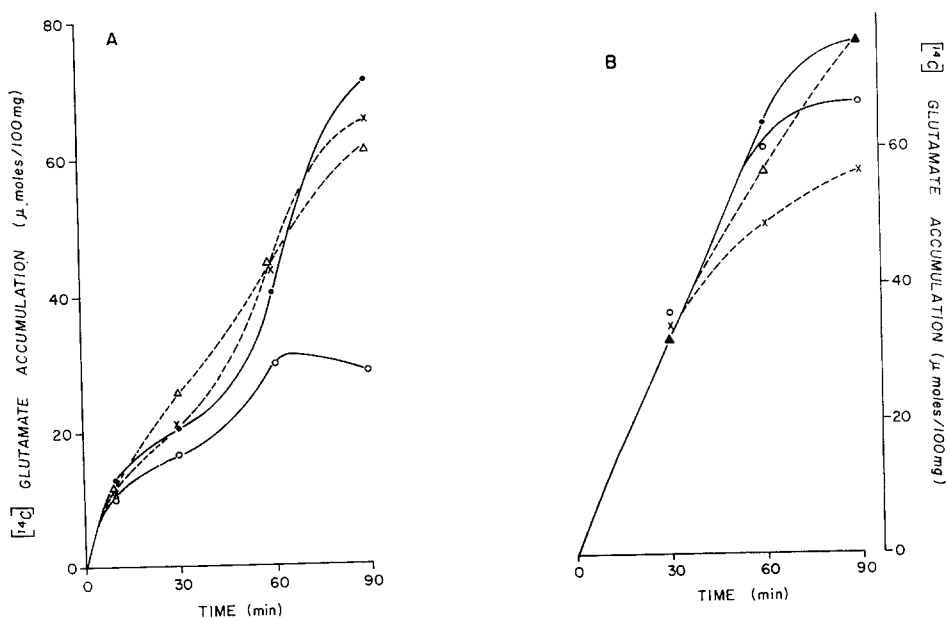 A
80
60
40
20
0
[14C] GLUTAMATE ACCUMULATION (μ moles/100mg)
0 30 60 90
TIME (min)
B
60
40
20
0
[14C] GLUTAMATE ACCUMULATION (μ moles/100mg)
0 30 60 90
TIME (min)